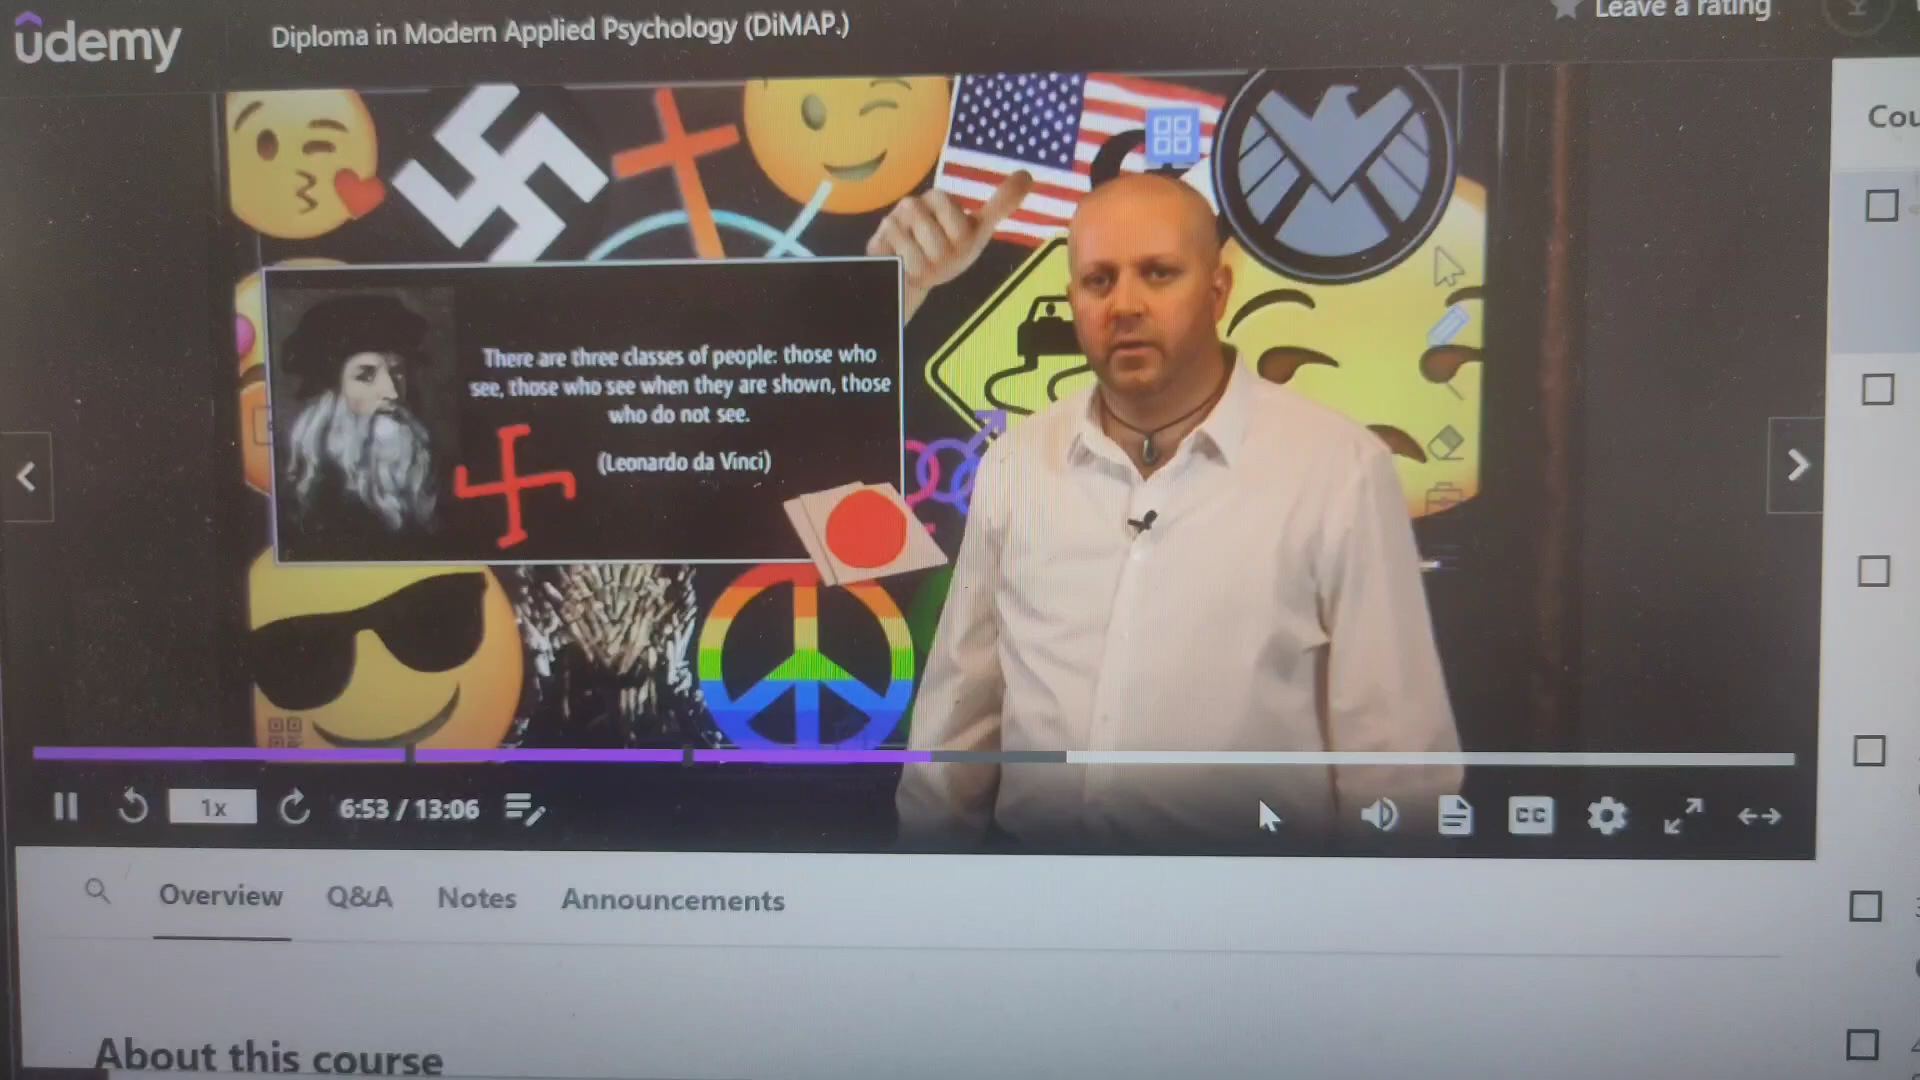 udemy
Diploma in Modern Applied Psychology (DiMAP.)
Leave a rating
Cou
There are three classes of people: those who
see, those who see when they are shown, those
who do not see.
(Leonardo da Vinci)
1x
6:53 / 13:06
CC
Overview
Q&A
Notes
Announcements
About this course